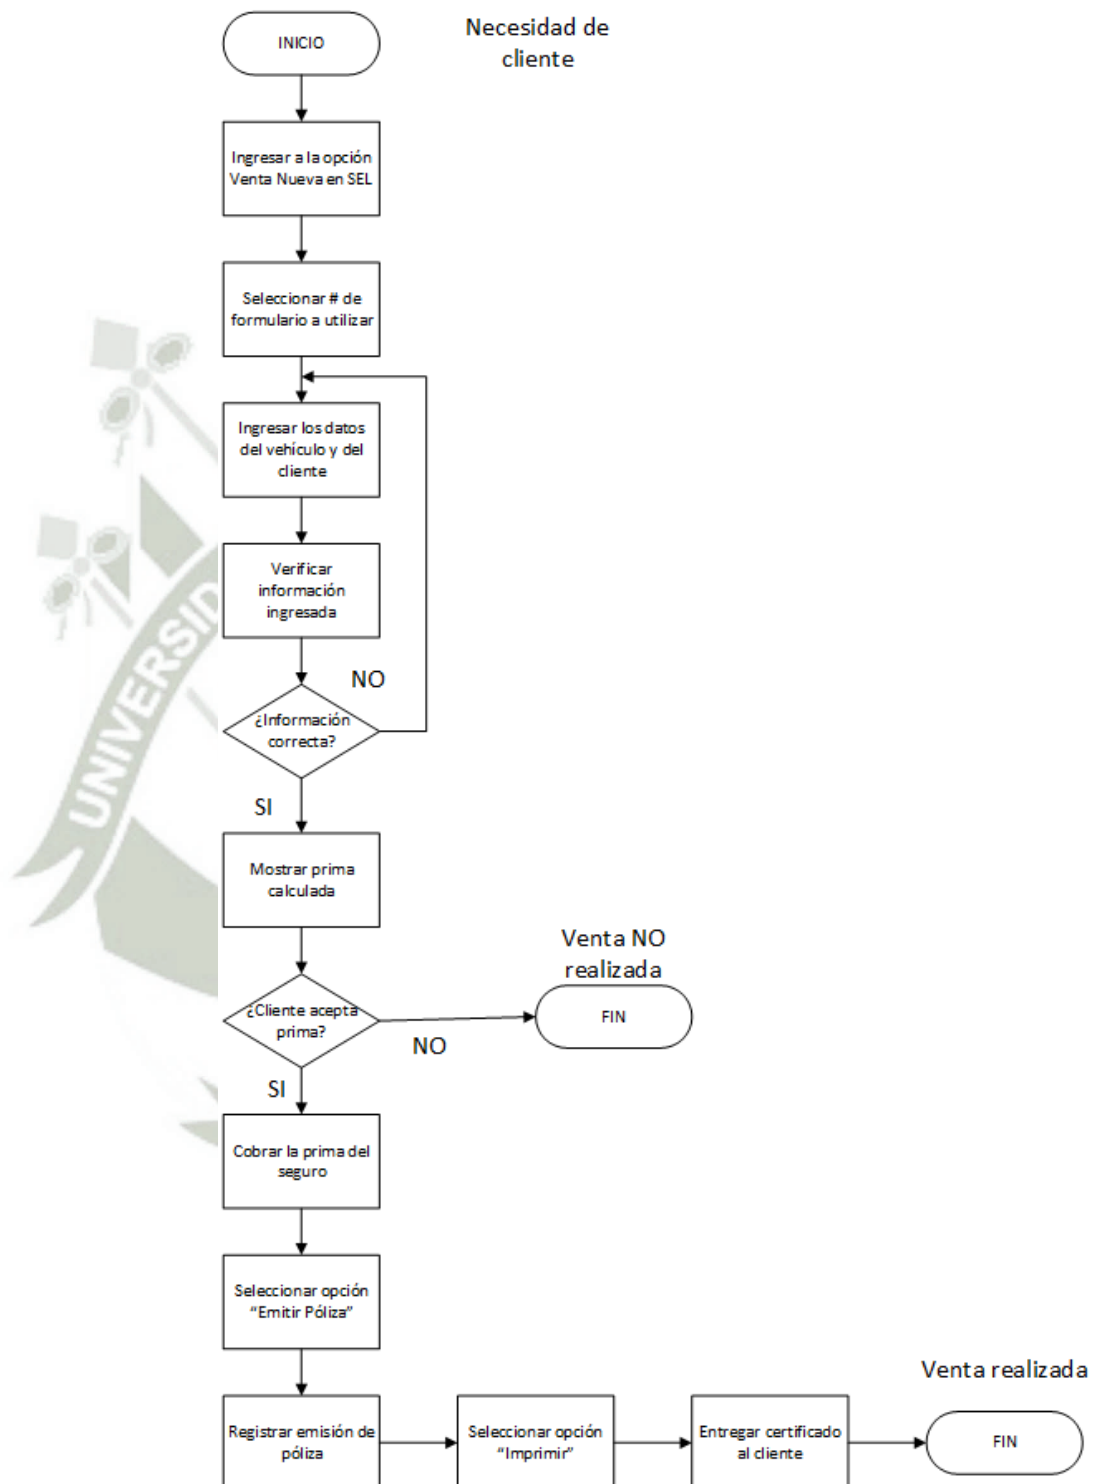 INICIO
Necesidad de
cliente
Ingresar a la opción
Venta Nueva en SEL
Seleccionar # de
formulario a utilizar
Ingresar los datos
del vehículo y del
cliente
Verificar
información
ingresada
NO
¿Información
correcta?
SI
Mostrar prima
calculada
Venta NO
realizada
¿Cliente acepta
prima?
FIN
NO
SI
Cobrar la prima del
seguro
Seleccionar opción
“Emitir Póliza”
Venta realizada
Registrar emisión de
póliza
Seleccionar opción
“Imprimir”
Entregar certificado
al cliente
FIN